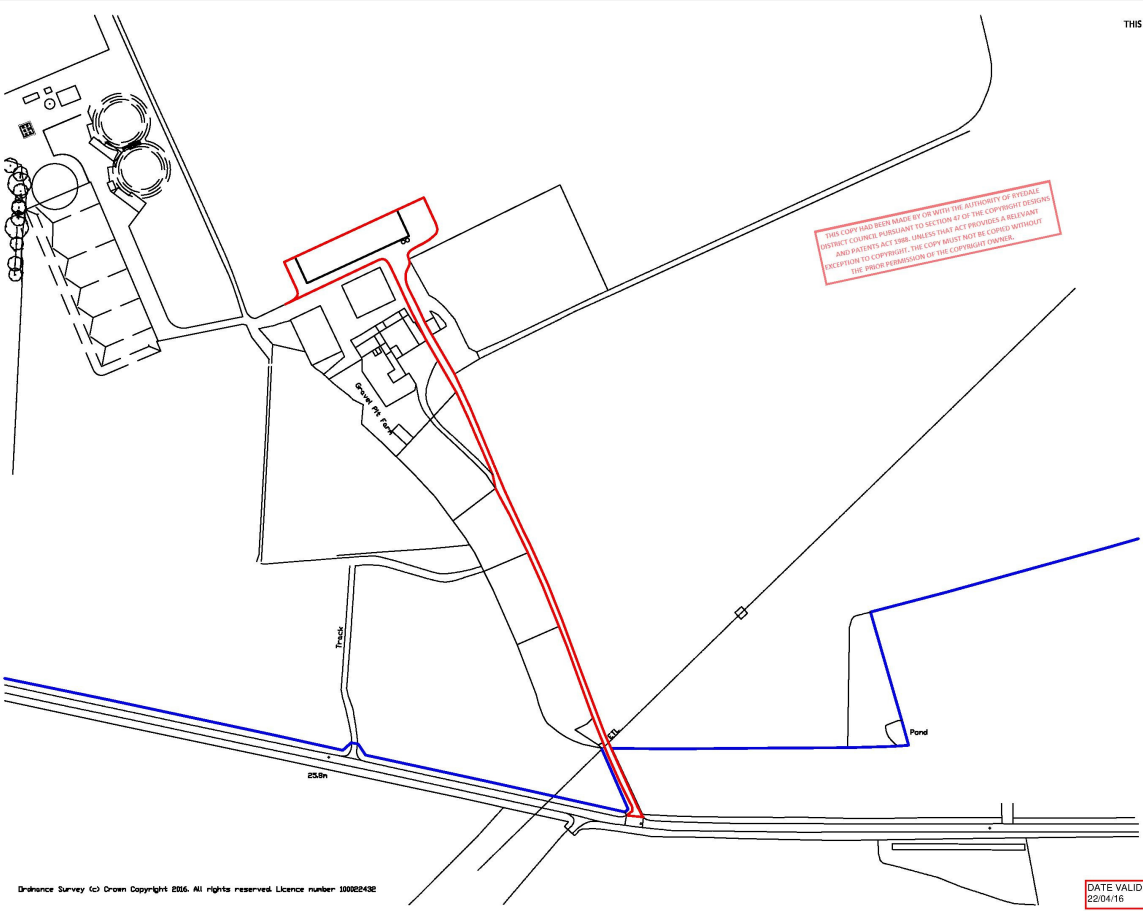 THIS
THIS COPY HAD BEEN MADE BY OR WITH THE AUTHORITY OF RYEDALE
DISTRICT COUNCIL PURSUANT TO SECTION 47 OF THE COPYRIGHT DESIGNS
AND PATENTS ACT 1988. UNLESS THAT ACT PROVIDES A RELEVANT
EXCEPTION TO COPYRIGHT, THE COPY MUST NOT BE COPIED WITHOUT
THE PRIOR PERMISSION OF THE COPYRIGHT OWNER.
Gravel Pit Farm
Track
ETL
Pond
25.8m
Ordnance Survey (c) Crown Copyright 2016. All rights reserved. Licence number 100022432
DATE VALID
22/04/16